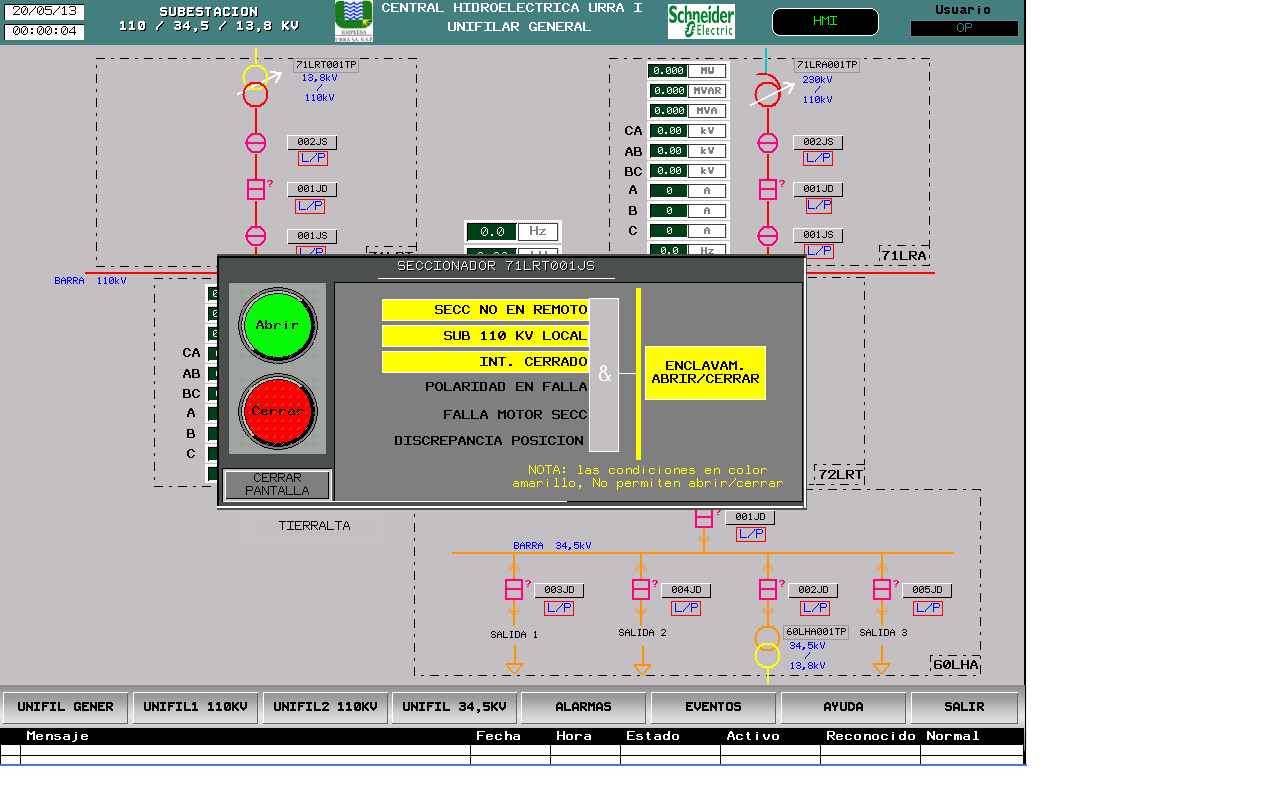 20/05/13
00:00:04
SUBESTACION
110 / 34,5 / 13,8 KV
EMPRESA
URRA S.A. E.S.P.
CENTRAL HIDROELECTRICA URRA I
UNIFILAR GENERAL
Schneider
Electric
HMI
Usuario
OP
71LRT001TP
13,8kV
/
110kV
002JS
L/P
?
001JD
L/P
001JS
L/P
71LRT
0.0 Hz
0.000 MW
0.000 MVAR
0.000 MVA
CA 0.00 kV
AB 0.00 kV
BC 0.00 kV
A 0 A
B 0 A
C 0 A
0.0 Hz
71LRA001TP
230kV
/
110kV
002JS
L/P
?
001JD
L/P
001JS
L/P
71LRA
BARRA 110kV
CA
AB
BC
A
B
C
SECCIONADOR 71LRT001JS
Abrir
Cerrar
CERRAR
PANTALLA
SECC NO EN REMOTO
SUB 110 KV LOCAL
INT. CERRADO
POLARIDAD EN FALLA
FALLA MOTOR SECC
DISCREPANCIA POSICION
&
ENCLAVAM.
ABRIR/CERRAR
NOTA: las condiciones en color
amarillo, No permiten abrir/cerrar
72LRT
TIERRALTA
?
001JD
L/P
BARRA 34,5kV
? 003JD
L/P
? 004JD
L/P
? 002JD
L/P
? 005JD
L/P
SALIDA 1
SALIDA 2
60LHA001TP
34,5kV
/
13,8kV
SALIDA 3
60LHA
UNIFIL GENER
UNIFIL1 110KV
UNIFIL2 110KV
UNIFIL 34,5KV
ALARMAS
EVENTOS
AYUDA
SALIR
Mensaje Fecha Hora Estado Activo Reconocido Normal